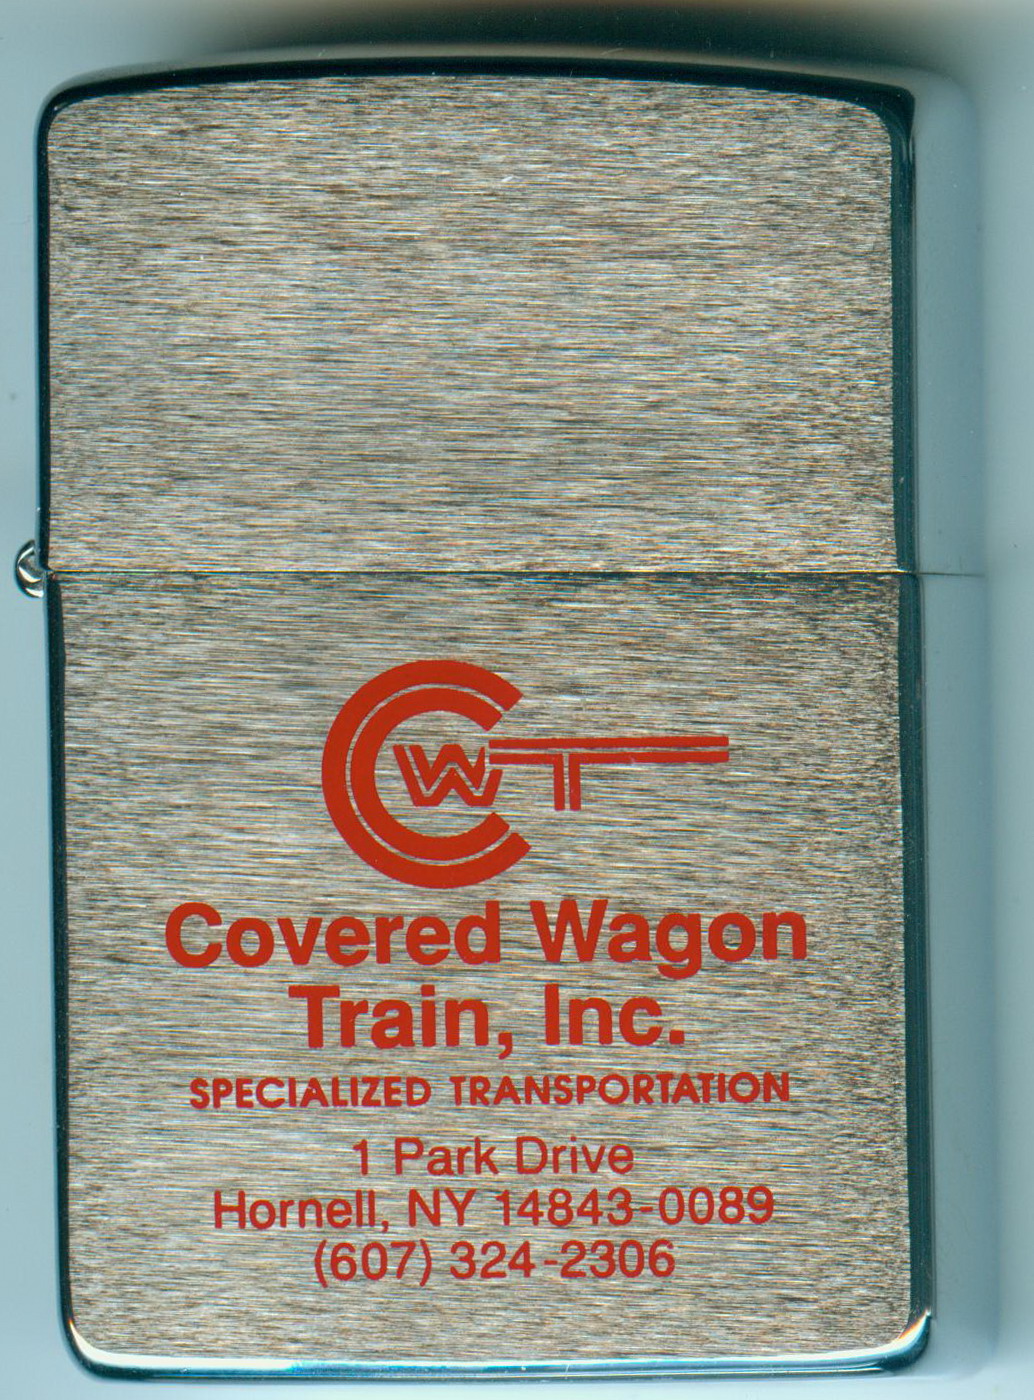 CWT
Covered Wagon
Train, Inc.
SPECIALIZED TRANSPORTATION
1 Park Drive
Hornell, NY 14843-0089
(607) 324-2306